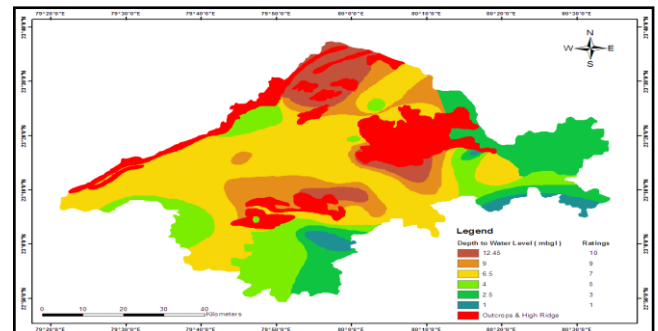 79°20'0"E 79°30'0"E 79°40'0"E 79°50'0"E 80°0'0"E 80°10'0"E 80°20'0"E 80°30'0"E
N
W E
S
Legend
Depth to Water Level ( mbgl ) Ratings
12.45 10
9 9
6.5 7
4 5
2.5 3
1 1
Outcrops & High Ridge
0 10 20 30 40
Kilometers
79°20'0"E 79°30'0"E 79°40'0"E 79°50'0"E 80°0'0"E 80°10'0"E 80°20'0"E 80°30'0"E